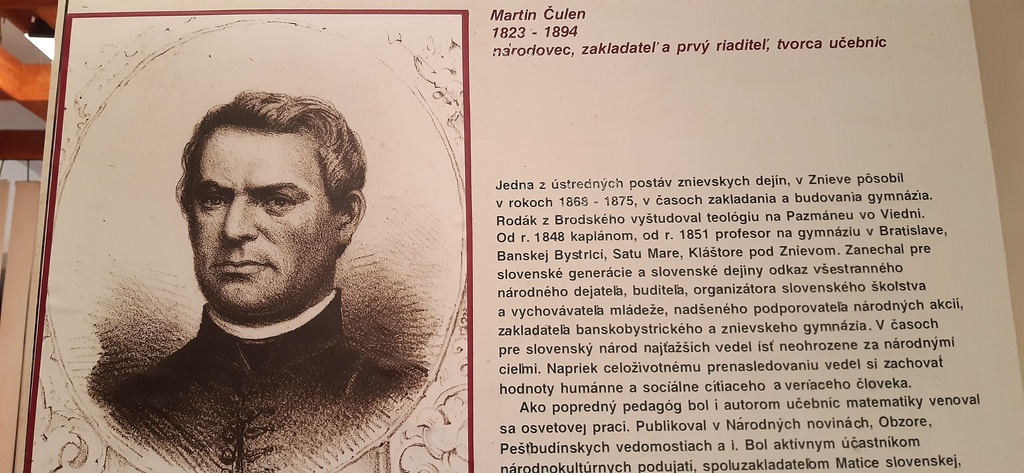 Martin Čulen
1823 - 1894
národovec, zakladateľ a prvý riaditeľ, tvorca učebníc
Jedna z ústredných postáv znievskych dejín, v Znieve pôsobil
v rokoch 1868 - 1875, v časoch zakladania a budovania gymnázia.
Rodák z Brodského vyštudoval teológiu na Pazmáneu vo Viedni.
Od r. 1848 kaplánom, od r. 1851 profesor na gymnáziu v Bratislave,
Banskej Bystrici, Satu Mare, Kláštore pod Znievom. Zanechal pre
slovenské generácie a slovenské dejiny odkaz všestranného
národného dejateľa, buditeľa, organizátora slovenského školstva
a vychovávateľa mládeže, nadšeného podporovateľa národných akcií,
zakladateľa banskobystrického a znievskeho gymnázia. V časoch
pre slovenský národ najťažších vedel ísť neohrozene za národnými
cieľmi. Napriek celoživotnému prenasledovaniu vedel si zachovať
hodnoty humánne a sociálne cítiaceho a veriaceho človeka.
Ako popredný pedagóg bol i autorom učebníc matematiky venoval
sa osvetovej práci. Publikoval v Národných novinách, Obzore,
Pešťbudínskych vedomostiach a i. Bol aktívnym účastníkom
národnokultúrnych podujatí, spoluzakladateľom Matice slovenskej,